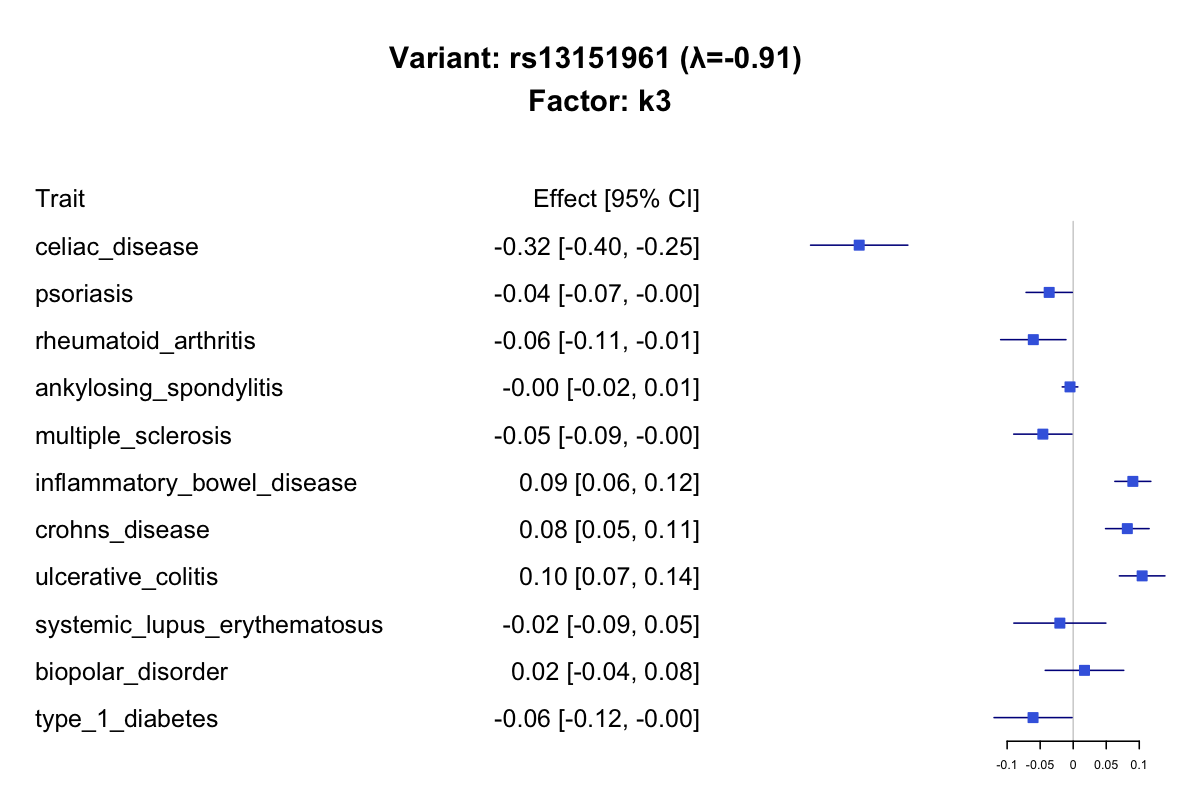 Variant: rs13151961 (λ=-0.91)
Factor: k3
Trait Effect [95% CI]
celiac_disease -0.32 [-0.40, -0.25]
psoriasis -0.04 [-0.07, -0.00]
rheumatoid_arthritis -0.06 [-0.11, -0.01]
ankylosing_spondylitis -0.00 [-0.02, 0.01]
multiple_sclerosis -0.05 [-0.09, -0.00]
inflammatory_bowel_disease 0.09 [0.06, 0.12]
crohns_disease 0.08 [0.05, 0.11]
ulcerative_colitis 0.10 [0.07, 0.14]
systemic_lupus_erythematosus -0.02 [-0.09, 0.05]
biopolar_disorder 0.02 [-0.04, 0.08]
type_1_diabetes -0.06 [-0.12, -0.00]
-0.1 -0.05 0 0.05 0.1